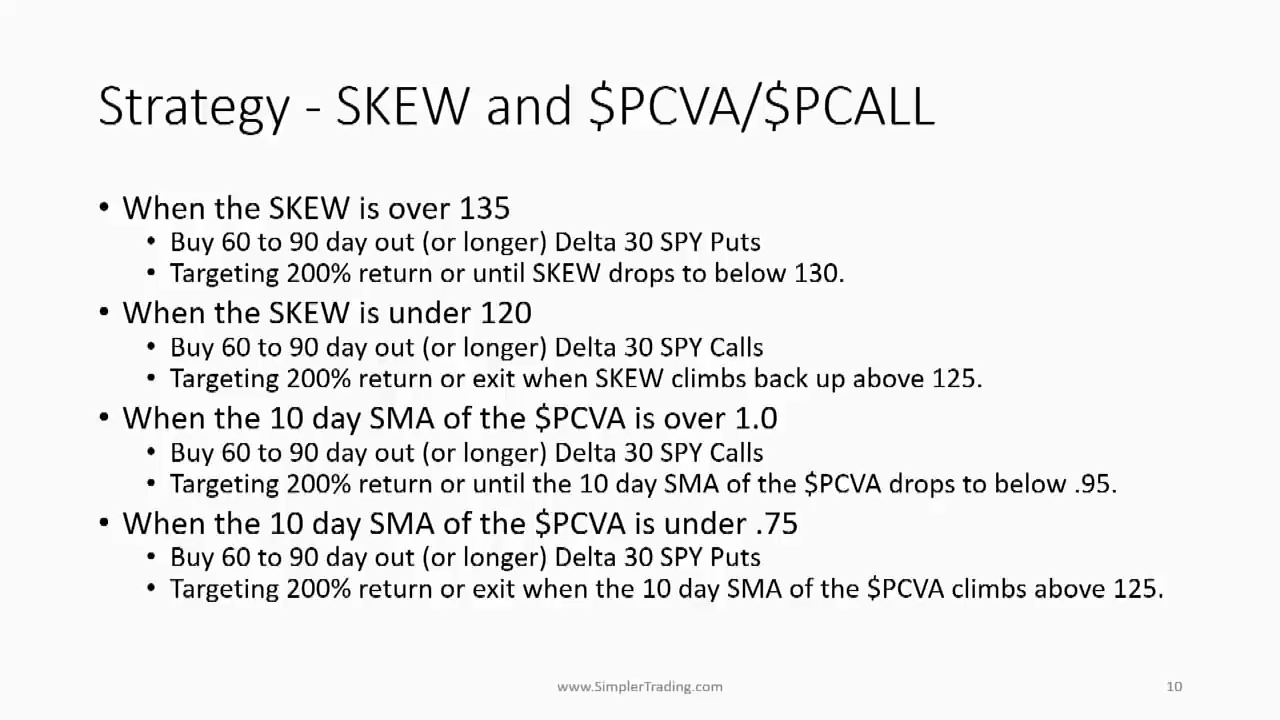 Strategy - SKEW and $PCVA/$PCALL
• When the SKEW is over 135
• Buy 60 to 90 day out (or longer) Delta 30 SPY Puts
• Targeting 200% return or until SKEW drops to below 130.
• When the SKEW is under 120
• Buy 60 to 90 day out (or longer) Delta 30 SPY Calls
• Targeting 200% return or exit when SKEW climbs back up above 125.
• When the 10 day SMA of the $PCVA is over 1.0
• Buy 60 to 90 day out (or longer) Delta 30 SPY Calls
• Targeting 200% return or until the 10 day SMA of the $PCVA drops to below .95.
• When the 10 day SMA of the $PCVA is under .75
• Buy 60 to 90 day out (or longer) Delta 30 SPY Puts
• Targeting 200% return or exit when the 10 day SMA of the $PCVA climbs above 125.
www.SimplerTrading.com
10